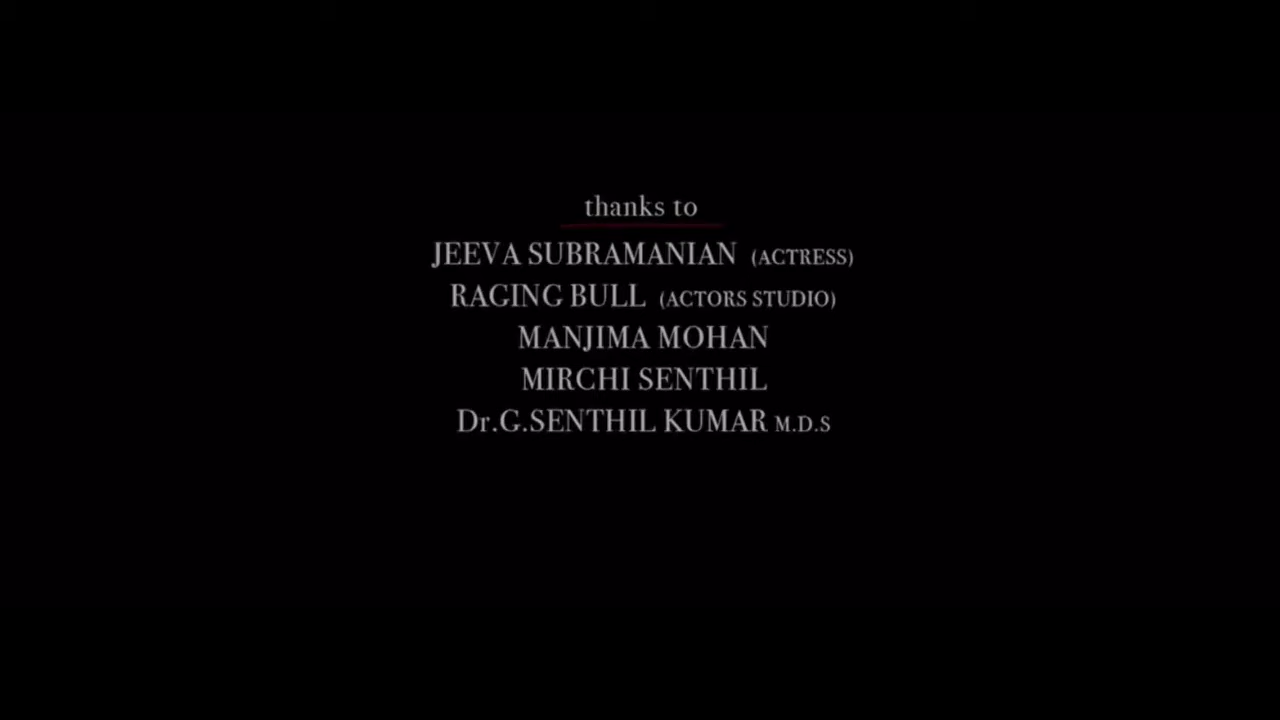 thanks to
JEEVA SUBRAMANIAN (ACTRESS)
RAGING BULL (ACTORS STUDIO)
MANJIMA MOHAN
MIRCHI SENTHIL
Dr.G.SENTHIL KUMAR M.D.S